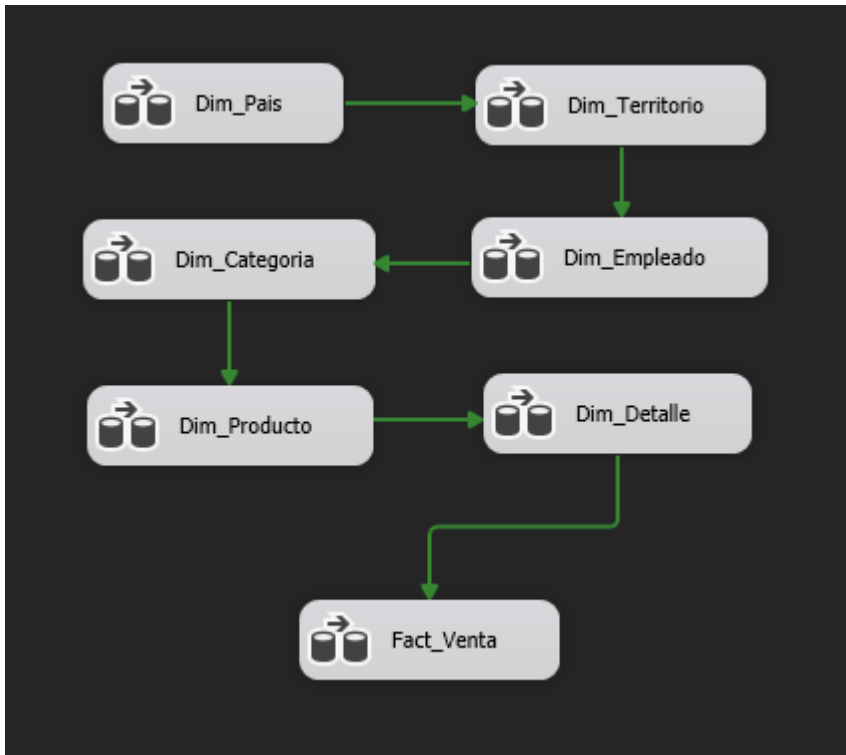 Dim_Pais
Dim_Territorio
Dim_Categoria
Dim_Empleado
Dim_Producto
Dim_Detalle
Fact_Venta